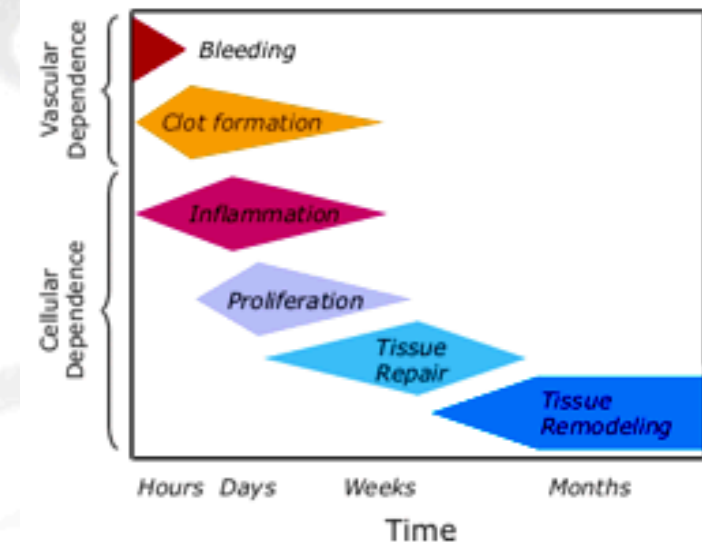 Vascular
Dependence
Bleeding
Clot formation
Cellular
Dependence
Inflammation
Proliferation
Tissue
Repair
Tissue
Remodeling
Hours Days Weeks Months
Time